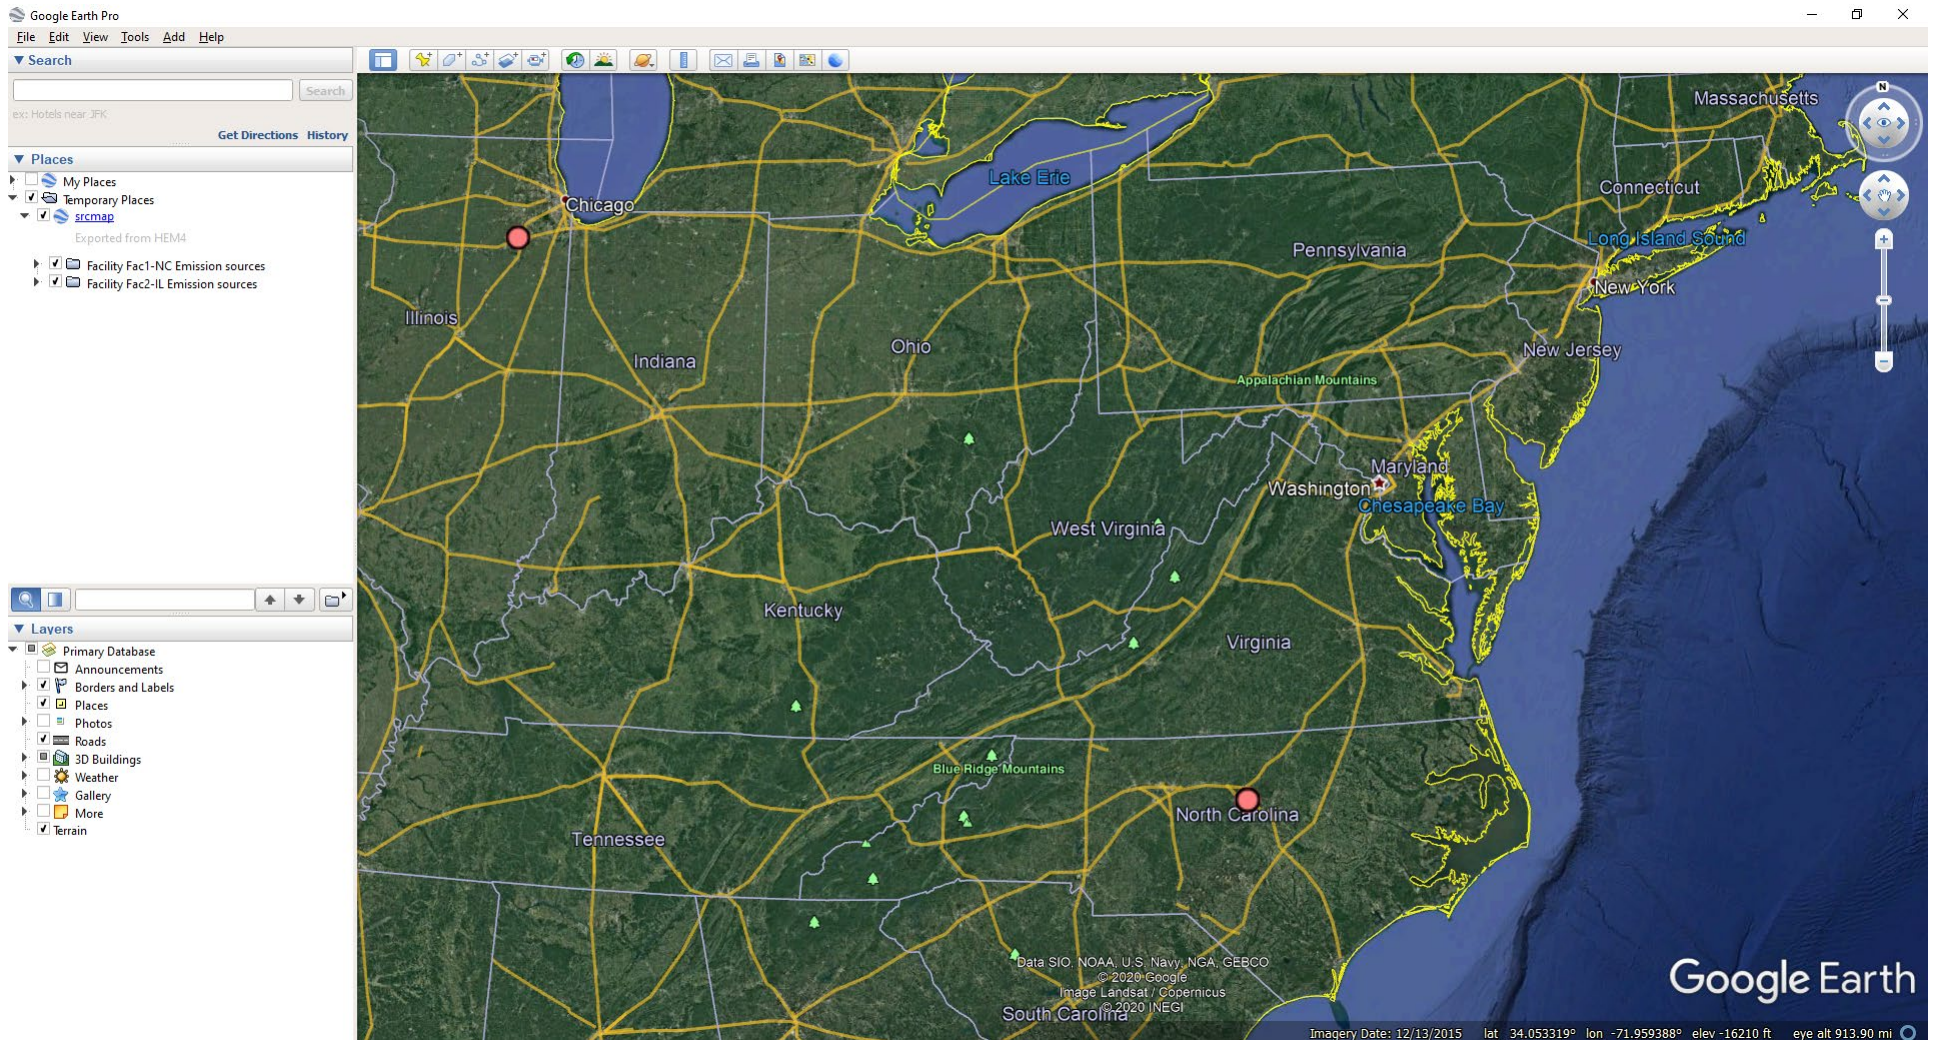 Google Earth Pro
File Edit View Tools Add Help
Search
Search
ex: Hotels near JFK
Get Directions History
Places
My Places
Temporary Places
srcmap
Exported from HEM4
Facility Fac1-NC Emission sources
Facility Fac2-IL Emission sources
Layers
Primary Database
Announcements
Borders and Labels
Places
Photos
Roads
3D Buildings
Weather
Gallery
More
Terrain
N
Massachusetts
Lake Erie
Connecticut
Chicago
Long Island Sound
Pennsylvania
New York
Illinois
Ohio
New Jersey
Indiana
Appalachian Mountains
Maryland
Washington
Chesapeake Bay
West Virginia
Kentucky
Virginia
Blue Ridge Mountains
North Carolina
Tennessee
Data SIO, NOAA, U.S. Navy, NGA, GEBCO
© 2020 Google
Image Landsat / Copernicus
© 2020 INEGI
South Carolina
Google Earth
Imagery Date: 12/13/2015 lat 34.053319° lon -71.959388° elev -16210 ft eye alt 913.90 mi